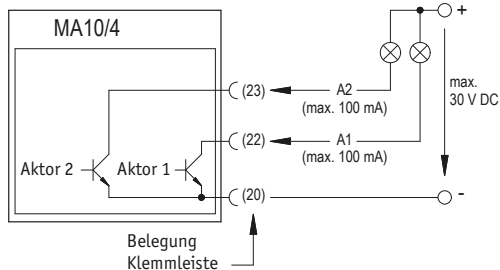 MA10/4
+
(23)
A2
(max. 100 mA)
max.
30 V DC
(22)
A1
(max. 100 mA)
Aktor 2
Aktor 1
(20)
-
Belegung
Klemmleiste